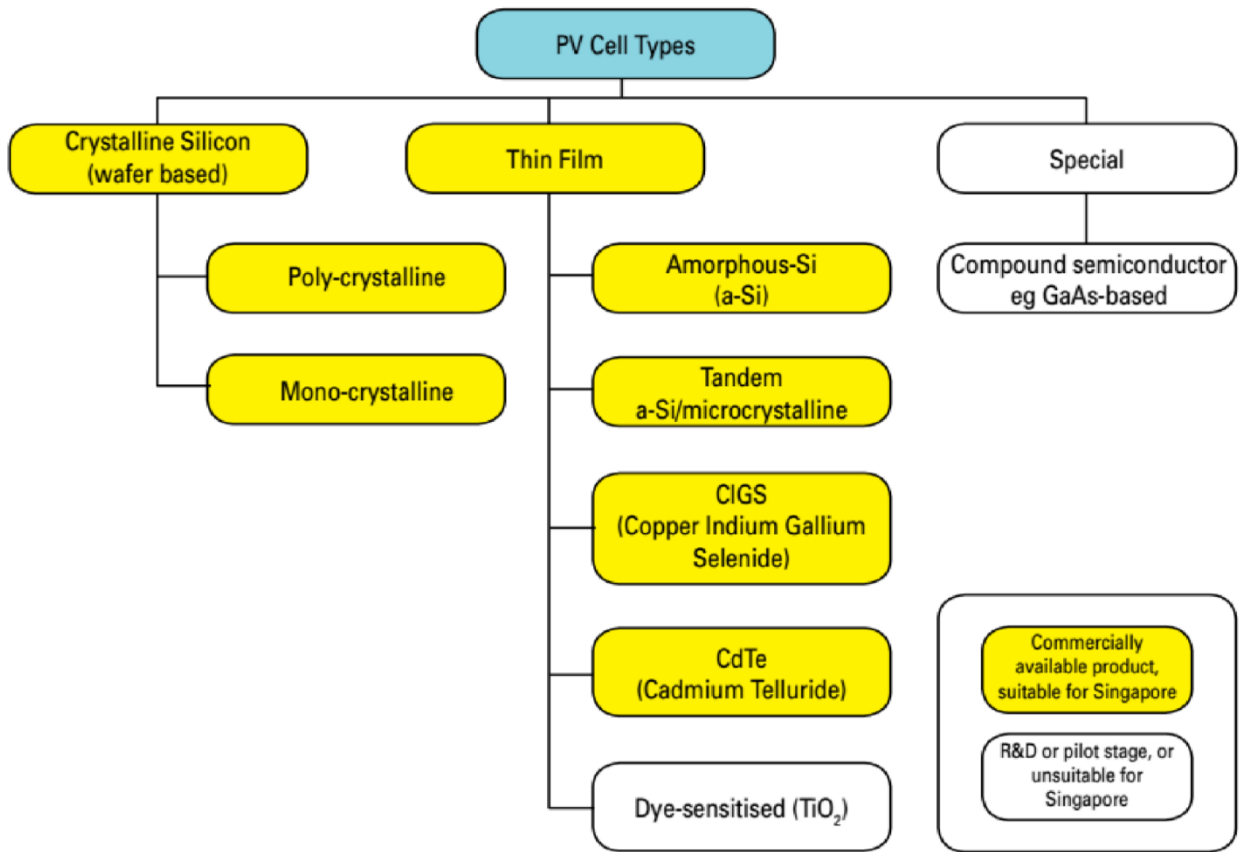 PV Cell Types
Crystalline Silicon
(wafer based)
Thin Film
Special
Poly-crystalline
Mono-crystalline
Amorphous-Si
(a-Si)
Tandem
a-Si/microcrystalline
CIGS
(Copper Indium Gallium
Selenide)
CdTe
(Cadmium Telluride)
Dye-sensitised (TiO₂)
Compound semiconductor
eg GaAs-based
Commercially
available product,
suitable for Singapore
R&D or pilot stage, or
unsuitable for
Singapore